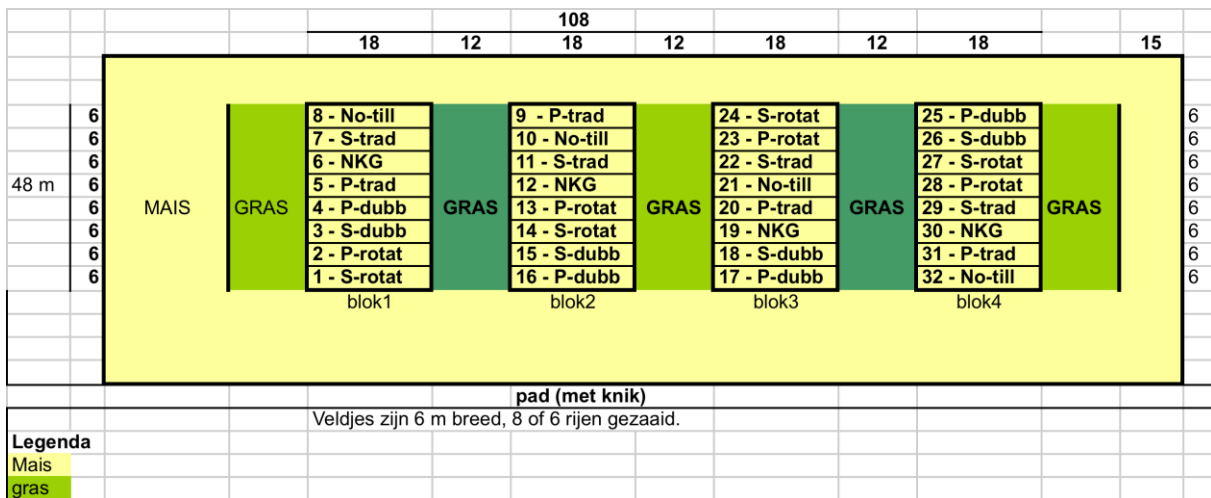 108
18 12 18 12 18 12 18 15
6 8 - No-till 9 - P-trad 24 - S-rotat 25 - P-dubb 6
6 7 - S-trad 10 - No-till 23 - P-rotat 26 - S-dubb 6
6 6 - NKG 11 - S-trad 22 - S-trad 27 - S-rotat 6
48 m 6 5 - P-trad 12 - NKG 21 - No-till 28 - P-rotat 6
6 MAIS GRAS 4 - P-dubb GRAS 13 - P-rotat GRAS 20 - P-trad GRAS 29 - S-trad GRAS 6
6 3 - S-dubb 14 - S-rotat 19 - NKG 30 - NKG 6
6 2 - P-rotat 15 - S-dubb 18 - S-dubb 31 - P-trad 6
6 1 - S-rotat 16 - P-dubb 17 - P-dubb 32 - No-till 6
blok1 blok2 blok3 blok4
pad (met knik)
Veldjes zijn 6 m breed, 8 of 6 rijen gezaaid.
Legenda
Mais
gras